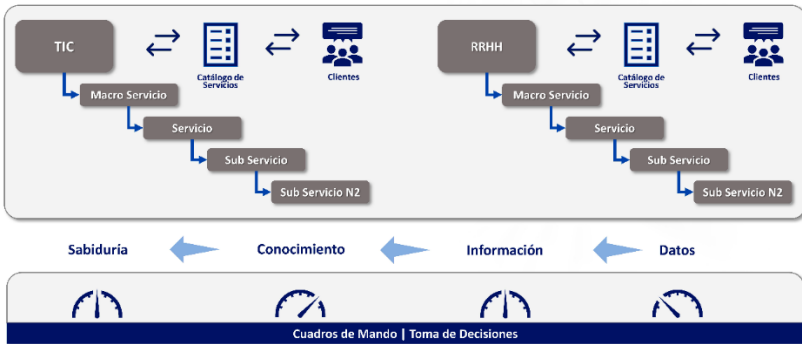 TIC
Catálogo de
Servicios
Clientes
Macro Servicio
Servicio
Sub Servicio
Sub Servicio N2
RRHH
Catálogo de
Servicios
Clientes
Macro Servicio
Servicio
Sub Servicio
Sub Servicio N2
Sabiduría
Conocimiento
Información
Datos
Cuadros de Mando | Toma de Decisiones